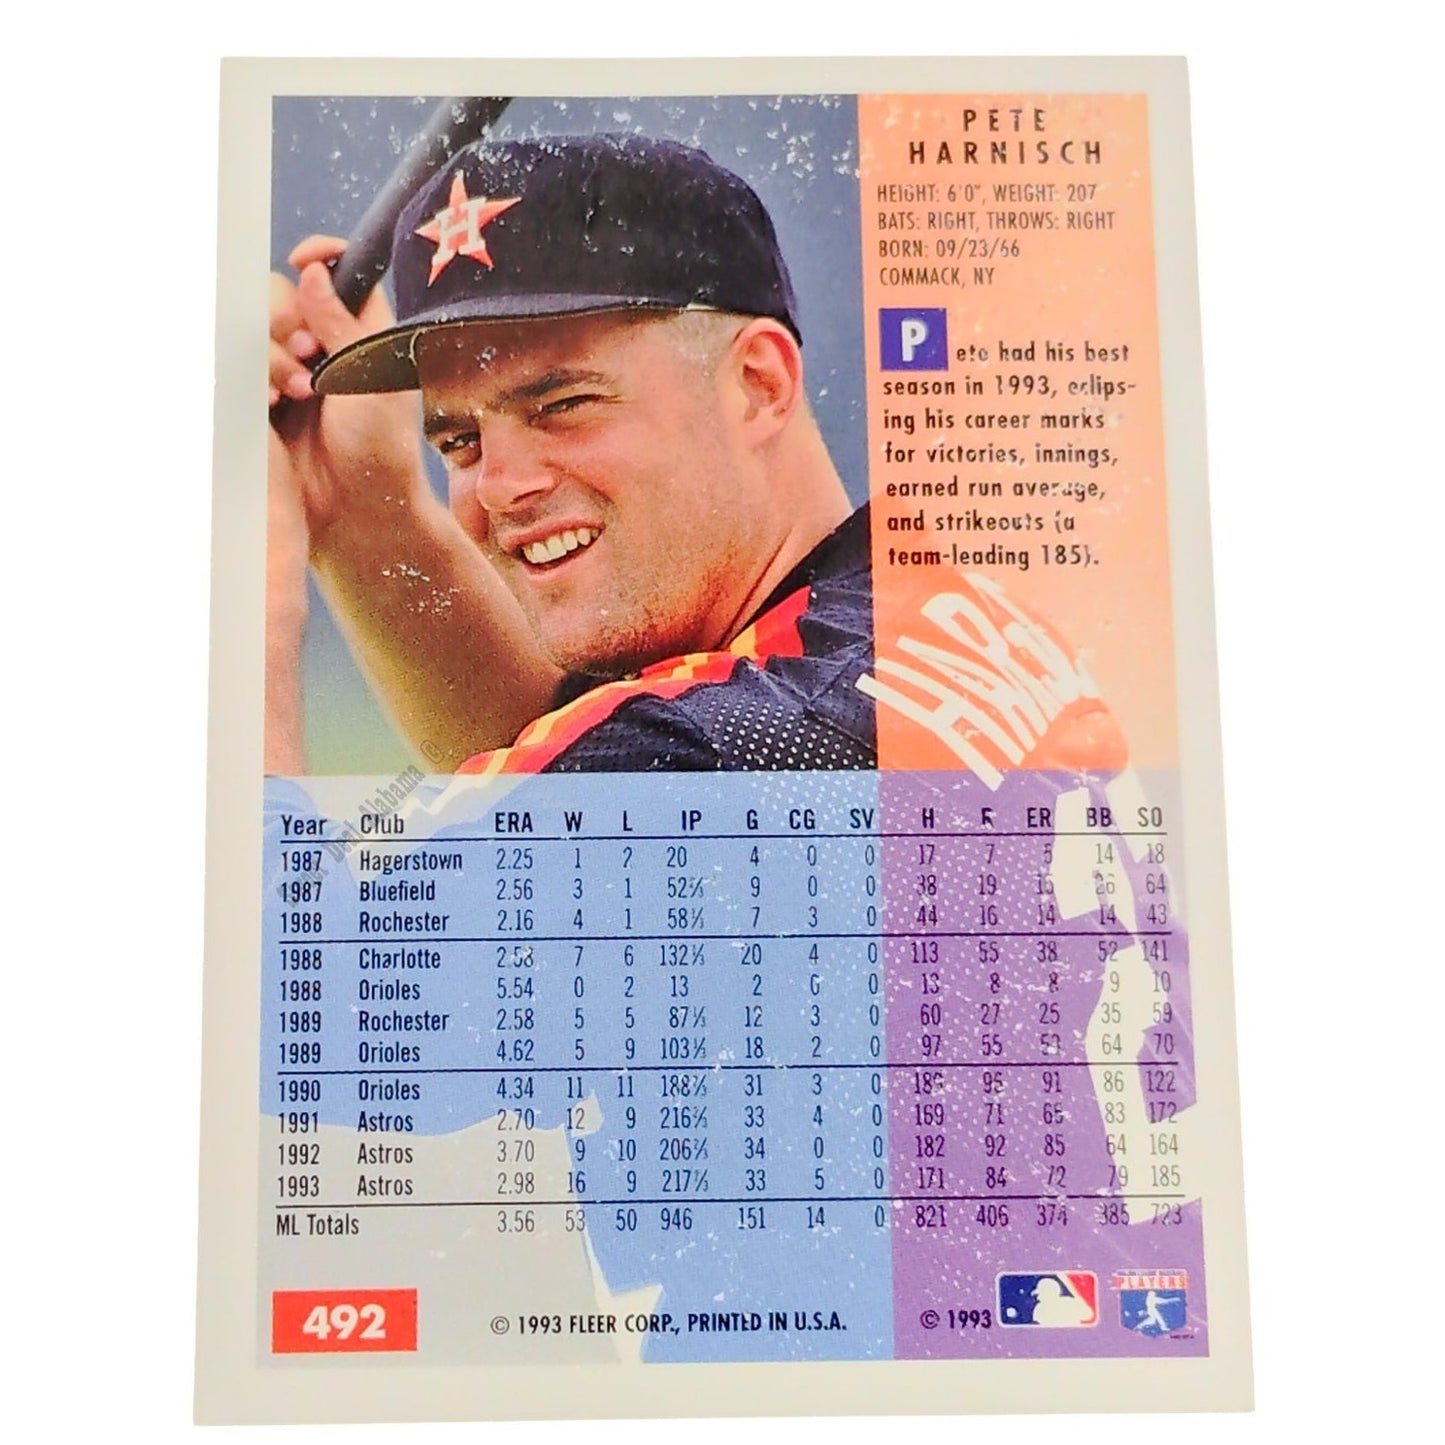 PETE
HARNISCH
HEIGHT: 6'0", WEIGHT: 207
BATS: RIGHT, THROWS: RIGHT
BORN: 09/23/66
COMMACK, NY
Pete had his best
season in 1993, eclips-
ing his career marks
for victories, innings,
earned run average,
and strikeouts (a
team-leading 185).
H
Year Club ERA W L IP G CG SV H R ER BB SO
1987 Hagerstown 2.25 1 2 20 4 0 0 17 7 5 14 18
1987 Bluefield 2.56 3 1 52⅔ 9 0 0 38 19 15 26 64
1988 Rochester 2.16 4 1 58⅓ 7 3 0 44 16 14 14 43
1988 Charlotte 2.58 7 6 132⅓ 20 4 0 113 55 38 52 141
1988 Orioles 5.54 0 2 13 2 0 0 13 8 8 9 10
1989 Rochester 2.58 5 5 87⅓ 12 3 0 60 27 25 35 59
1989 Orioles 4.62 5 9 103⅓ 18 2 0 97 55 53 64 70
1990 Orioles 4.34 11 11 188⅔ 31 3 0 189 96 91 86 122
1991 Astros 2.70 12 9 216⅔ 33 4 0 169 71 65 83 172
1992 Astros 3.70 9 10 206⅔ 34 0 0 182 92 85 64 164
1993 Astros 2.98 16 9 217⅔ 33 5 0 171 84 72 79 185
ML Totals 3.56 53 50 946 151 14 0 821 406 374 385 723
492
© 1993 FLEER CORP., PRINTED IN U.S.A.
© 1993
PLAYERS
Alabama ©